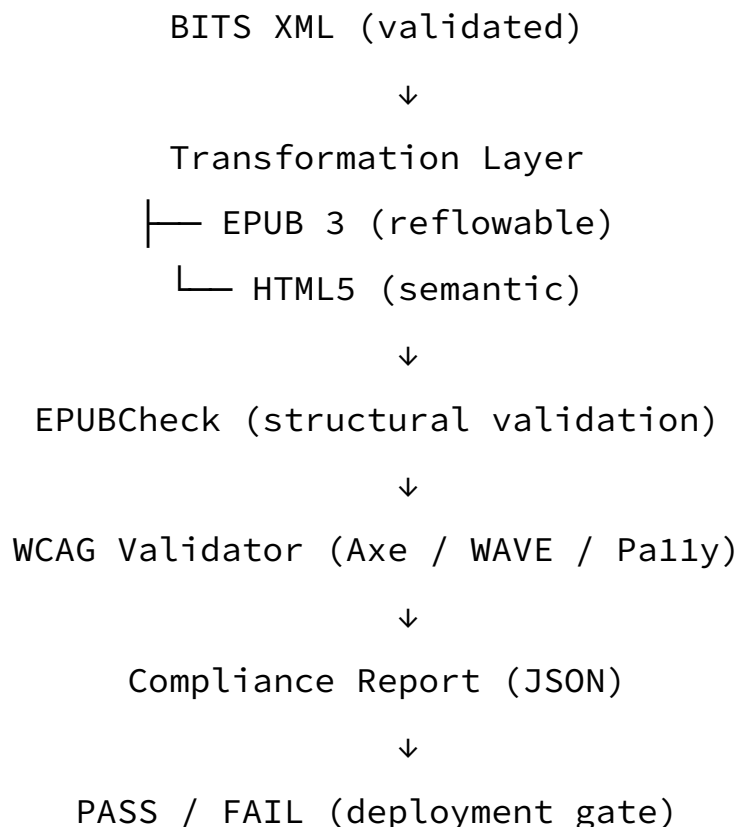 BITS XML (validated)
↓
Transformation Layer
├── EPUB 3 (reflowable)
└── HTML5 (semantic)
↓
EPUBCheck (structural validation)
↓
WCAG Validator (Axe / WAVE / Pa11y)
↓
Compliance Report (JSON)
↓
PASS / FAIL (deployment gate)